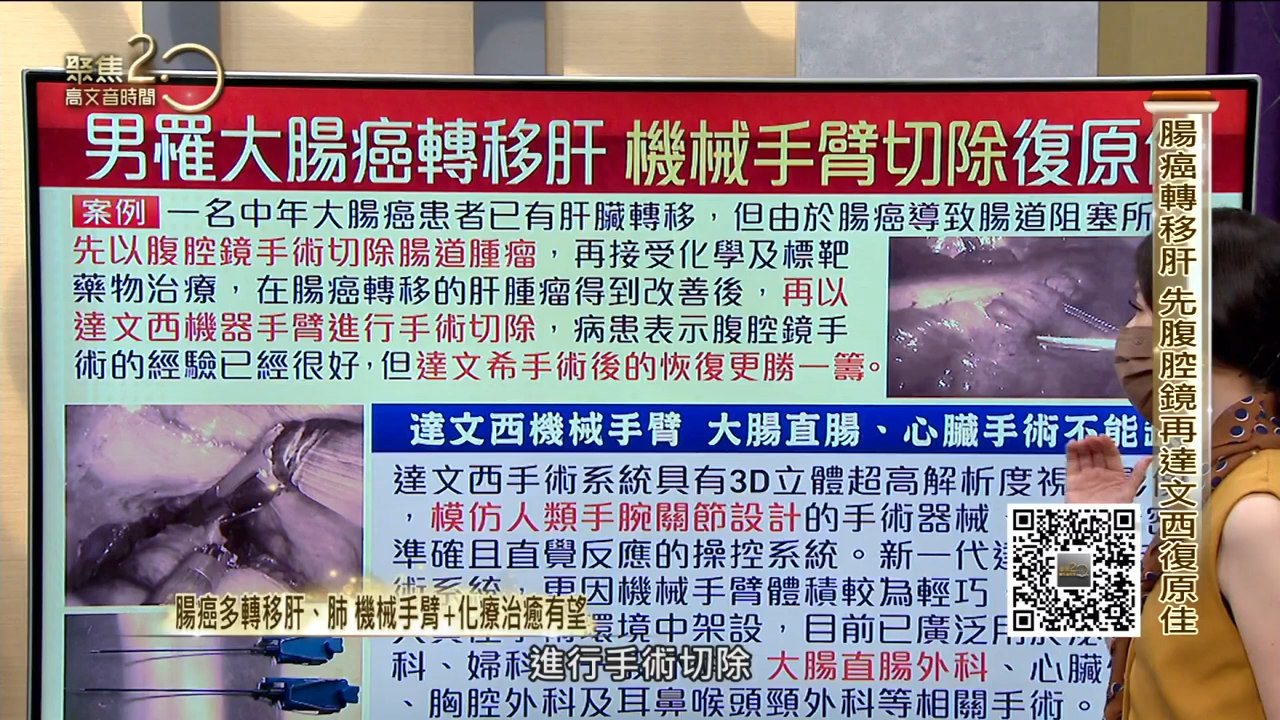 聚焦2.0
高文音時間
男罹大腸癌轉移肝 機械手臂切除復原
案例 一名中年大腸癌患者已有肝臟轉移，但由於腸癌導致腸道阻塞所
先以腹腔鏡手術切除腸道腫瘤，再接受化學及標靶
藥物治療，在腸癌轉移的肝腫瘤得到改善後，再以
達文西機器手臂進行手術切除，病患表示腹腔鏡手
術的經驗已經很好，但達文希手術後的恢復更勝一籌。
達文西機械手臂 大腸直腸、心臟手術不能
達文西手術系統具有3D立體超高解析度視
，模仿人類手腕關節設計的手術器械
準確且直覺反應的操控系統。新一代達
術系統，更因機械手臂體積較為輕巧
環境中架設，目前已廣泛用於泌
科、婦科 大腸直腸外科、心臟
、胸腔外科及耳鼻喉頭頸外科等相關手術。
腸癌多轉移肝、肺 機械手臂+化療治癒有望
進行手術切除
腸癌轉移肝 先腹腔鏡再達文西復原佳